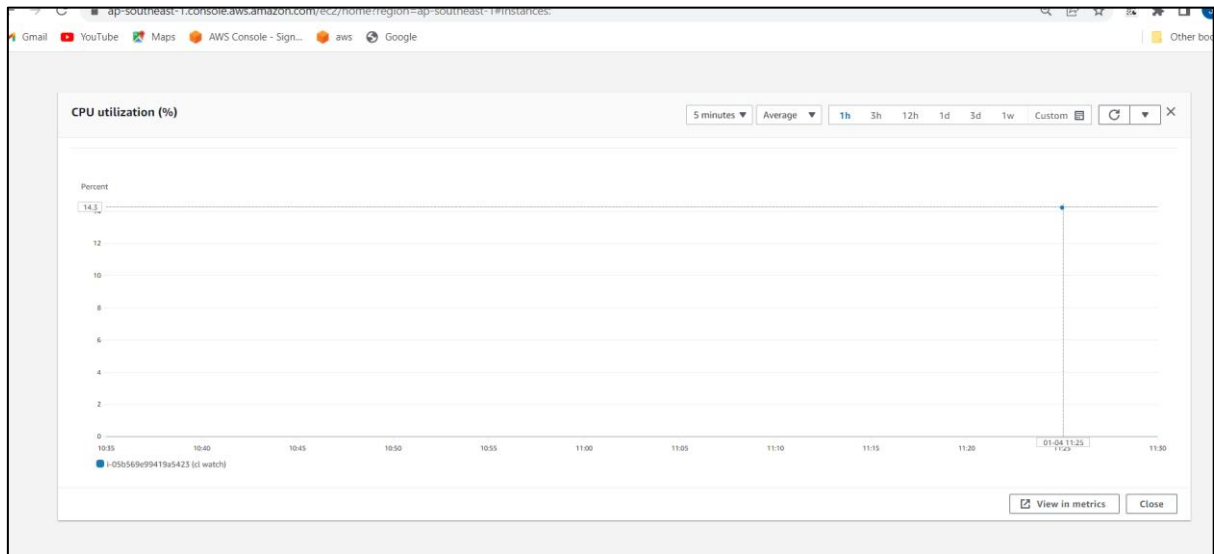 ap-southeast-1.console.aws.amazon.com/ec2/home?region=ap-southeast-1#Instances:
Gmail YouTube Maps AWS Console - Sign... aws Google Other boo
CPU utilization (%) 5 minutes Average 1h 3h 12h 1d 3d 1w Custom
Percent
14.3
12
10
8
6
4
2
0
10:35 10:40 10:45 10:50 10:55 11:00 11:05 11:10 11:15 11:20 01-04 11:25 11:30
i-05b569e99419a5423 (cl watch)
View in metrics Close